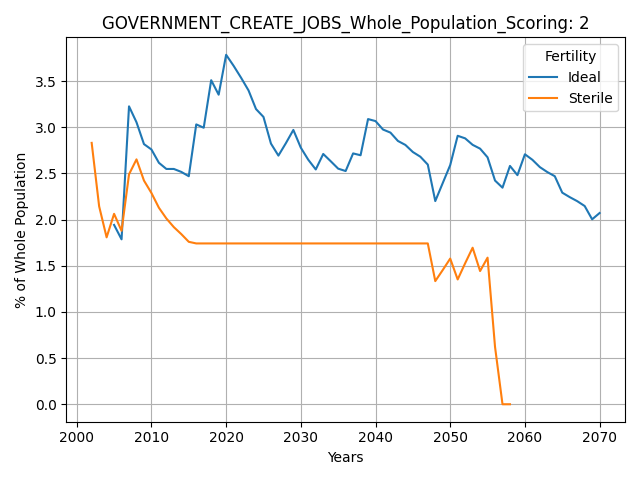 GOVERNMENT_CREATE_JOBS_Whole_Population_Scoring: 2
Fertility
Ideal
Sterile
3.5
3.0
2.5
2.0
1.5
1.0
0.5
0.0
% of Whole Population
2000 2010 2020 2030 2040 2050 2060 2070
Years